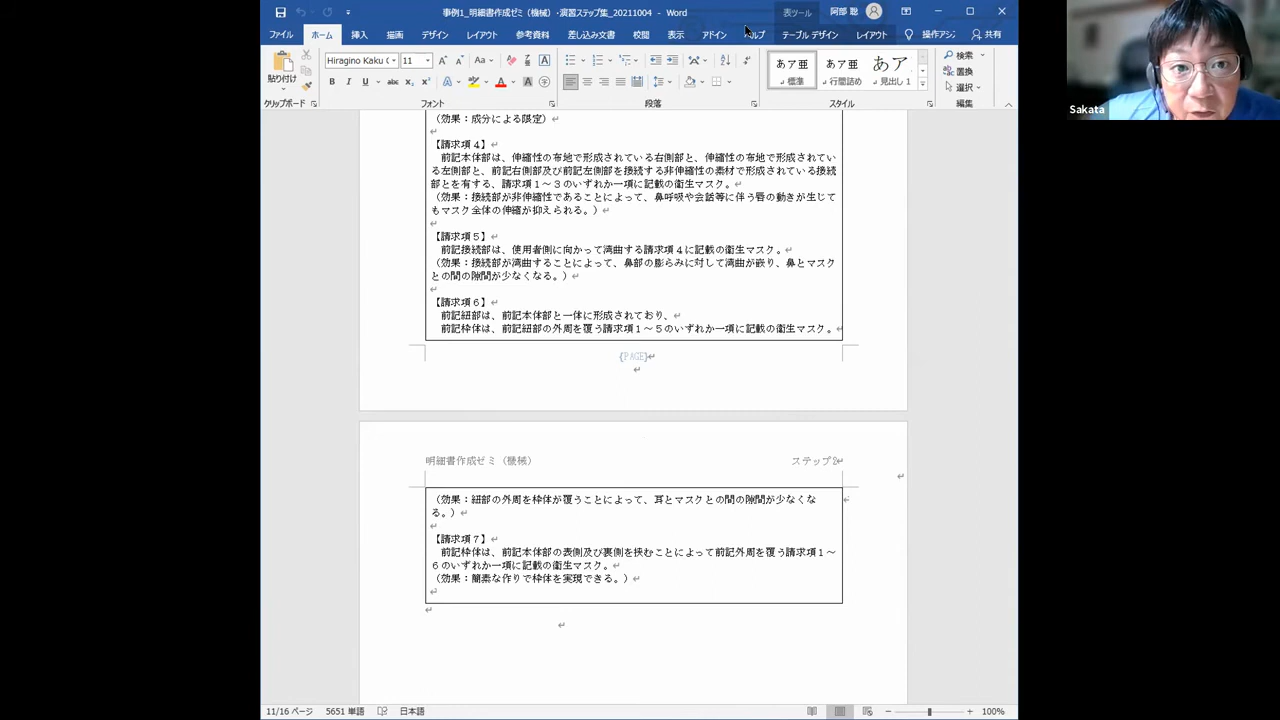 事例1_明細書作成ゼミ（機械）・演習ステップ集_20211004 - Word
表ツール
阿部 聡
ファイル ホーム 挿入 描画 デザイン レイアウト 参考資料 差し込み文書 校閲 表示 アドイン ヘルプ テーブル デザイン レイアウト 操作アシ 共有
貼り付け
Hiragino Kaku ( 11
あア亜 あア亜 あア
標準 行間詰め 見出し 1
検索
置換
選択
クリップボード フォント 段落 スタイル 編集
Sakata
（効果：成分による限定）
【請求項４】
前記本体部は、伸縮性の布地で形成されている右側部と、伸縮性の布地で形成されてい
る左側部と、前記右側部及び前記左側部を接続する非伸縮性の素材で形成されている接続
部とを有する、請求項１～３のいずれか一項に記載の衛生マスク。
（効果：接続部が非伸縮性であることによって、鼻呼吸や会話等に伴う唇の動きが生じて
もマスク全体の伸縮が抑えられる。）
【請求項５】
前記接続部は、使用者側に向かって湾曲する請求項４に記載の衛生マスク。
（効果：接続部が湾曲することによって、鼻部の膨らみに対して湾曲が嵌り、鼻とマスク
との間の隙間が少なくなる。）
【請求項６】
前記紐部は、前記本体部と一体に形成されており、
前記枠体は、前記紐部の外周を覆う請求項１～５のいずれか一項に記載の衛生マスク。
{PAGE}
明細書作成ゼミ（機械） ステップ2
（効果：紐部の外周を枠体が覆うことによって、耳とマスクとの間の隙間が少なくな
る。）
【請求項７】
前記枠体は、前記本体部の表側及び裏側を挟むことによって前記外周を覆う請求項１～
６のいずれか一項に記載の衛生マスク。
（効果：簡素な作りで枠体を実現できる。）
11/16 ページ 5651 単語 日本語 100%